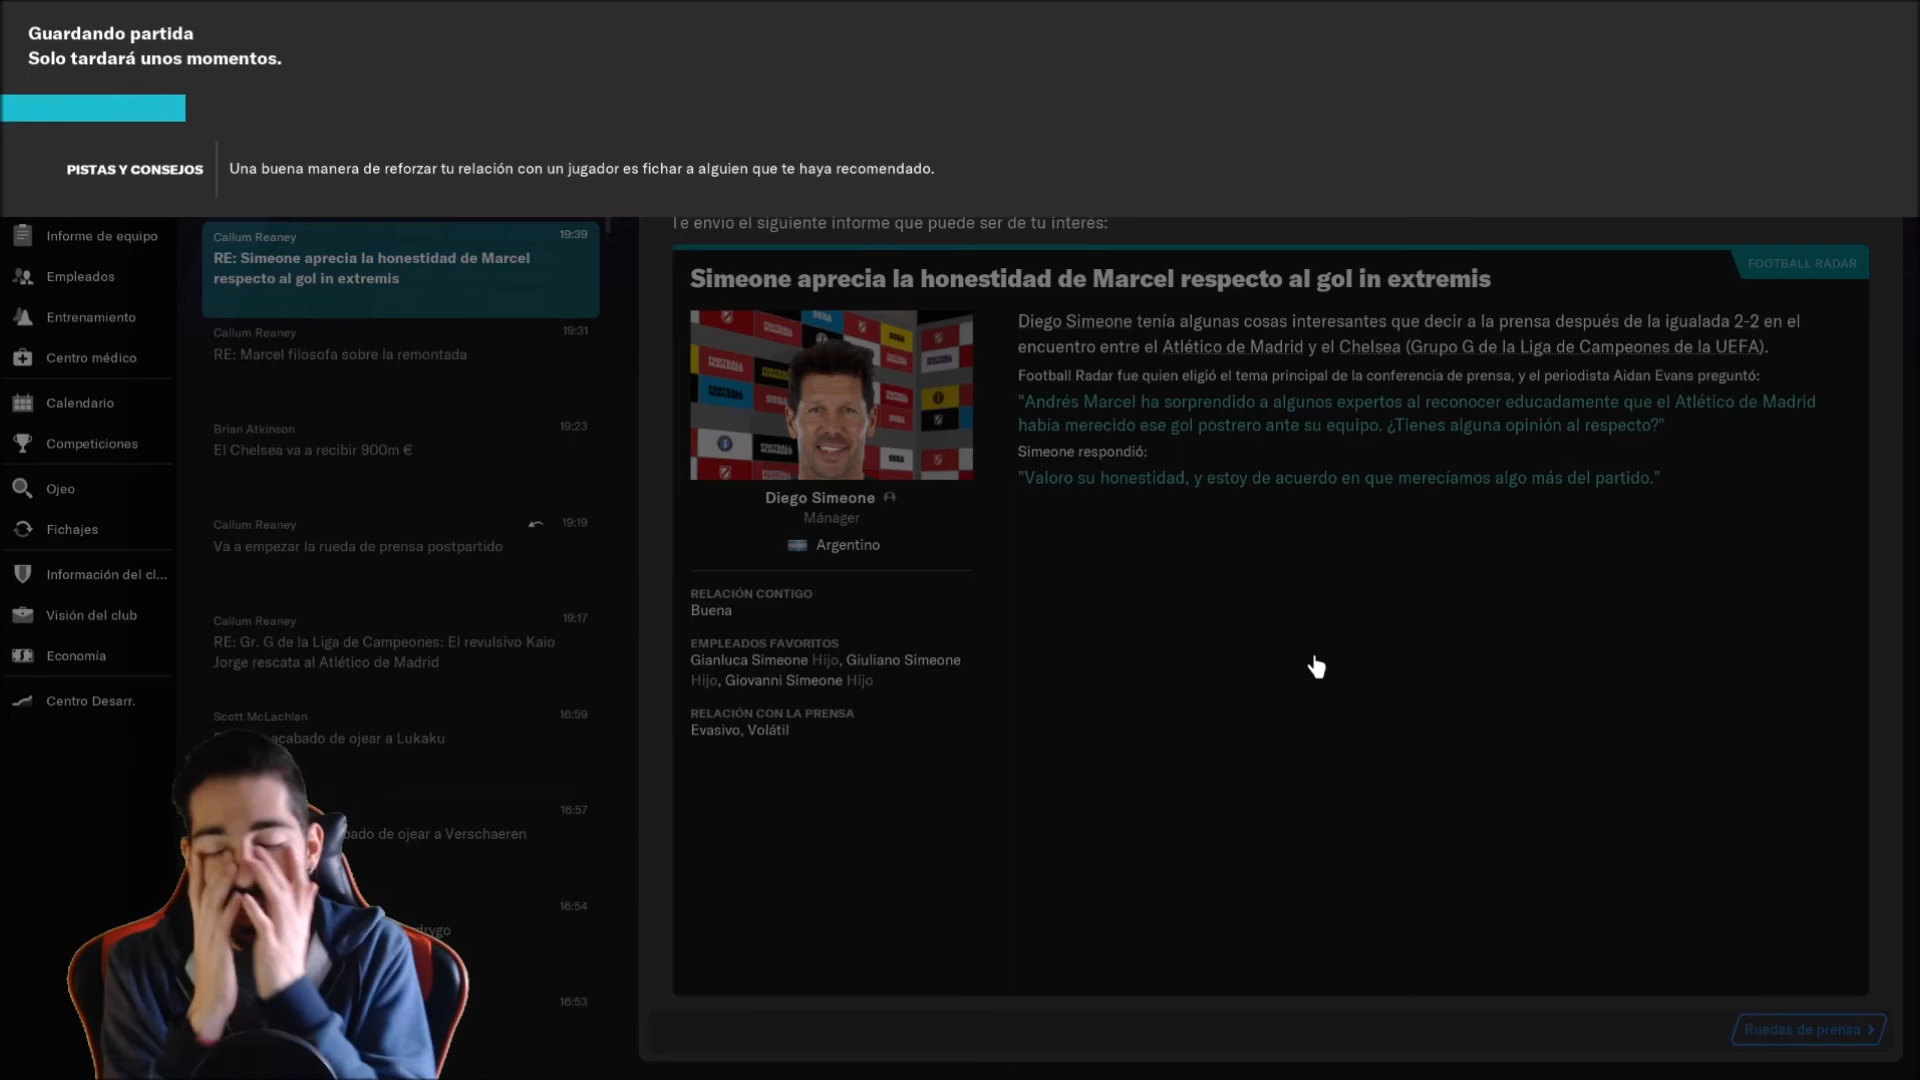 Guardando partida
Solo tardará unos momentos.
PISTAS Y CONSEJOS
Una buena manera de reforzar tu relación con un jugador es fichar a alguien que te haya recomendado.
Informe de equipo
Empleados
Entrenamiento
Centro médico
Calendario
Competiciones
Ojeo
Fichajes
Información del cl...
Visión del club
Economía
Centro Desarr.
Callum Reaney 19:39
RE: Simeone aprecia la honestidad de Marcel
respecto al gol in extremis
Callum Reaney 19:31
RE: Marcel filosofa sobre la remontada
Brian Atkinson 19:23
El Chelsea va a recibir 900m €
Callum Reaney 19:19
Va a empezar la rueda de prensa postpartido
Callum Reaney 19:17
RE: Gr. G de la Liga de Campeones: El revulsivo Kaio
Jorge rescata al Atlético de Madrid
Scott McLachlan 16:59
acabado de ojear a Lukaku
16:57
de ojear a Verschaeren
16:54
16:53
Te envío el siguiente informe que puede ser de tu interés:
FOOTBALL RADAR
Simeone aprecia la honestidad de Marcel respecto al gol in extremis
Diego Simeone
Mánager
Argentino
RELACIÓN CONTIGO
Buena
EMPLEADOS FAVORITOS
Gianluca Simeone Hijo, Giuliano Simeone
Hijo, Giovanni Simeone Hijo
RELACIÓN CON LA PRENSA
Evasivo, Volátil
Diego Simeone tenía algunas cosas interesantes que decir a la prensa después de la igualada 2-2 en el
encuentro entre el Atlético de Madrid y el Chelsea (Grupo G de la Liga de Campeones de la UEFA).
Football Radar fue quien eligió el tema principal de la conferencia de prensa, y el periodista Aidan Evans preguntó:
"Andrés Marcel ha sorprendido a algunos expertos al reconocer educadamente que el Atlético de Madrid
había merecido ese gol postrero ante su equipo. ¿Tienes alguna opinión al respecto?"
Simeone respondió:
"Valoro su honestidad, y estoy de acuerdo en que merecíamos algo más del partido."
Ruedas de prensa